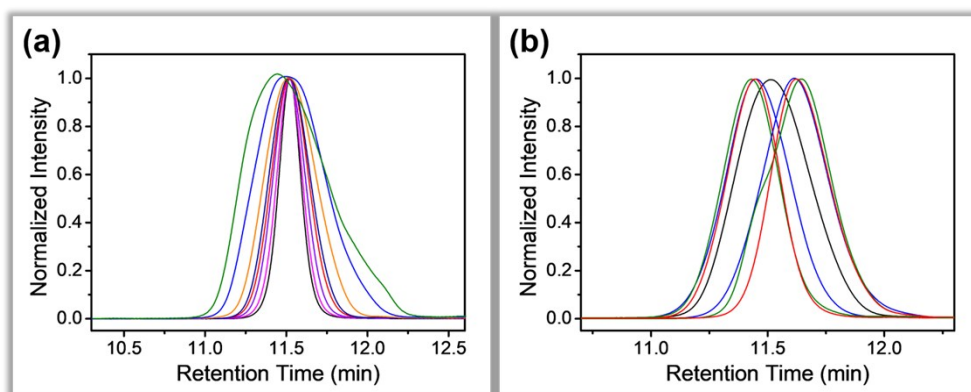 (a)
Normalized Intensity
1.0
0.8
0.6
0.4
0.2
0.0
10.5 11.0 11.5 12.0 12.5
Retention Time (min)
(b)
Normalized Intensity
1.0
0.8
0.6
0.4
0.2
0.0
11.0 11.5 12.0
Retention Time (min)